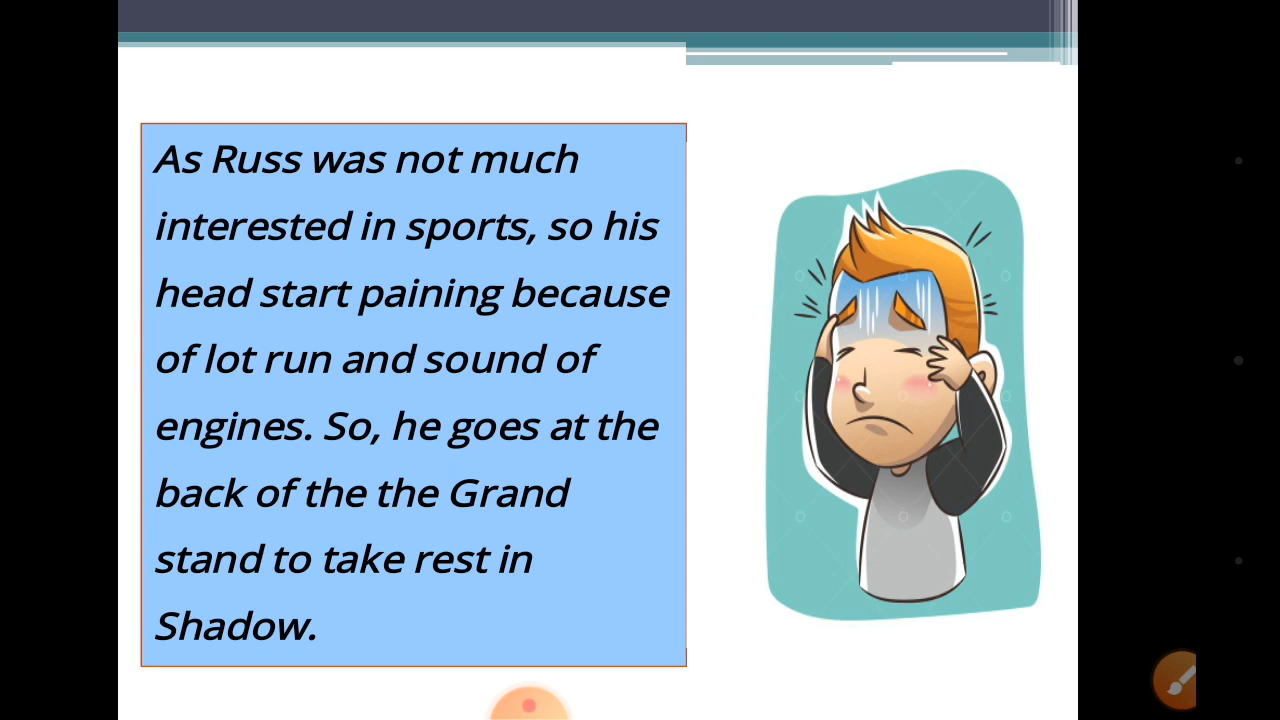 As Russ was not much
interested in sports, so his
head start paining because
of lot run and sound of
engines. So, he goes at the
back of the the Grand
stand to take rest in
Shadow.